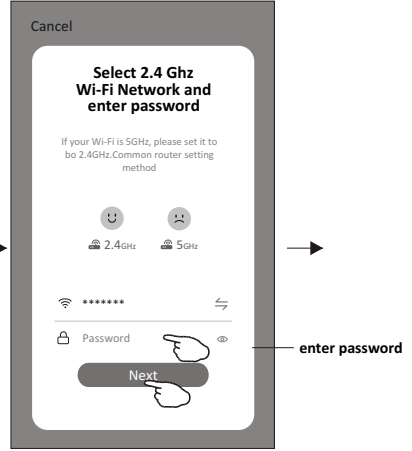 Cancel
Select 2.4 Ghz
Wi-Fi Network and
enter password
If your Wi-Fi is 5GHz, please set it to
bo 2.4GHz.Common router setting
method
2.4GHz 5GHz
*******
Password
Next
enter password